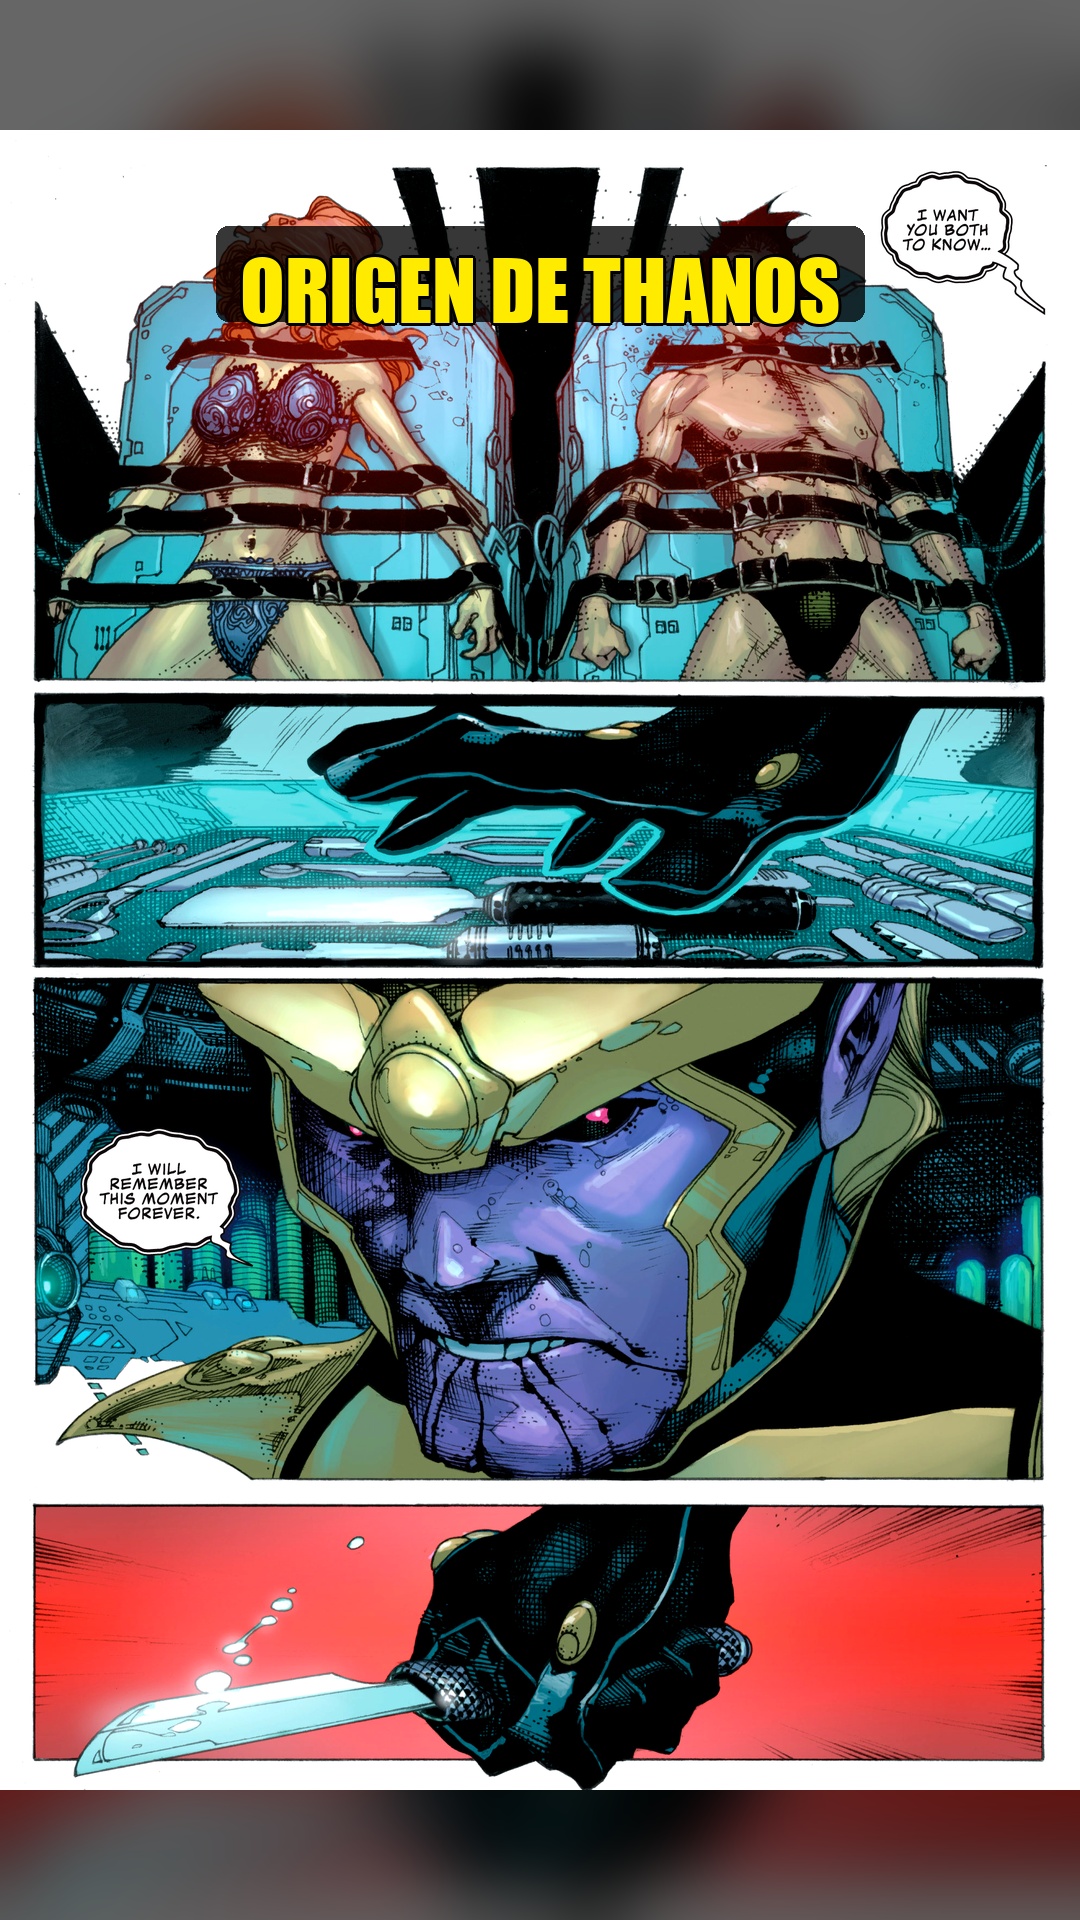 ORIGEN DE THANOS
I WANT
YOU BOTH
TO KNOW...
I WILL
REMEMBER
THIS MOMENT
FOREVER.